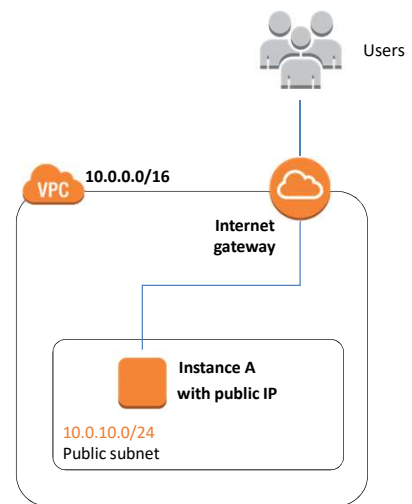 Users
VPC
10.0.0.0/16
Internet
gateway
Instance A
with public IP
10.0.10.0/24
Public subnet